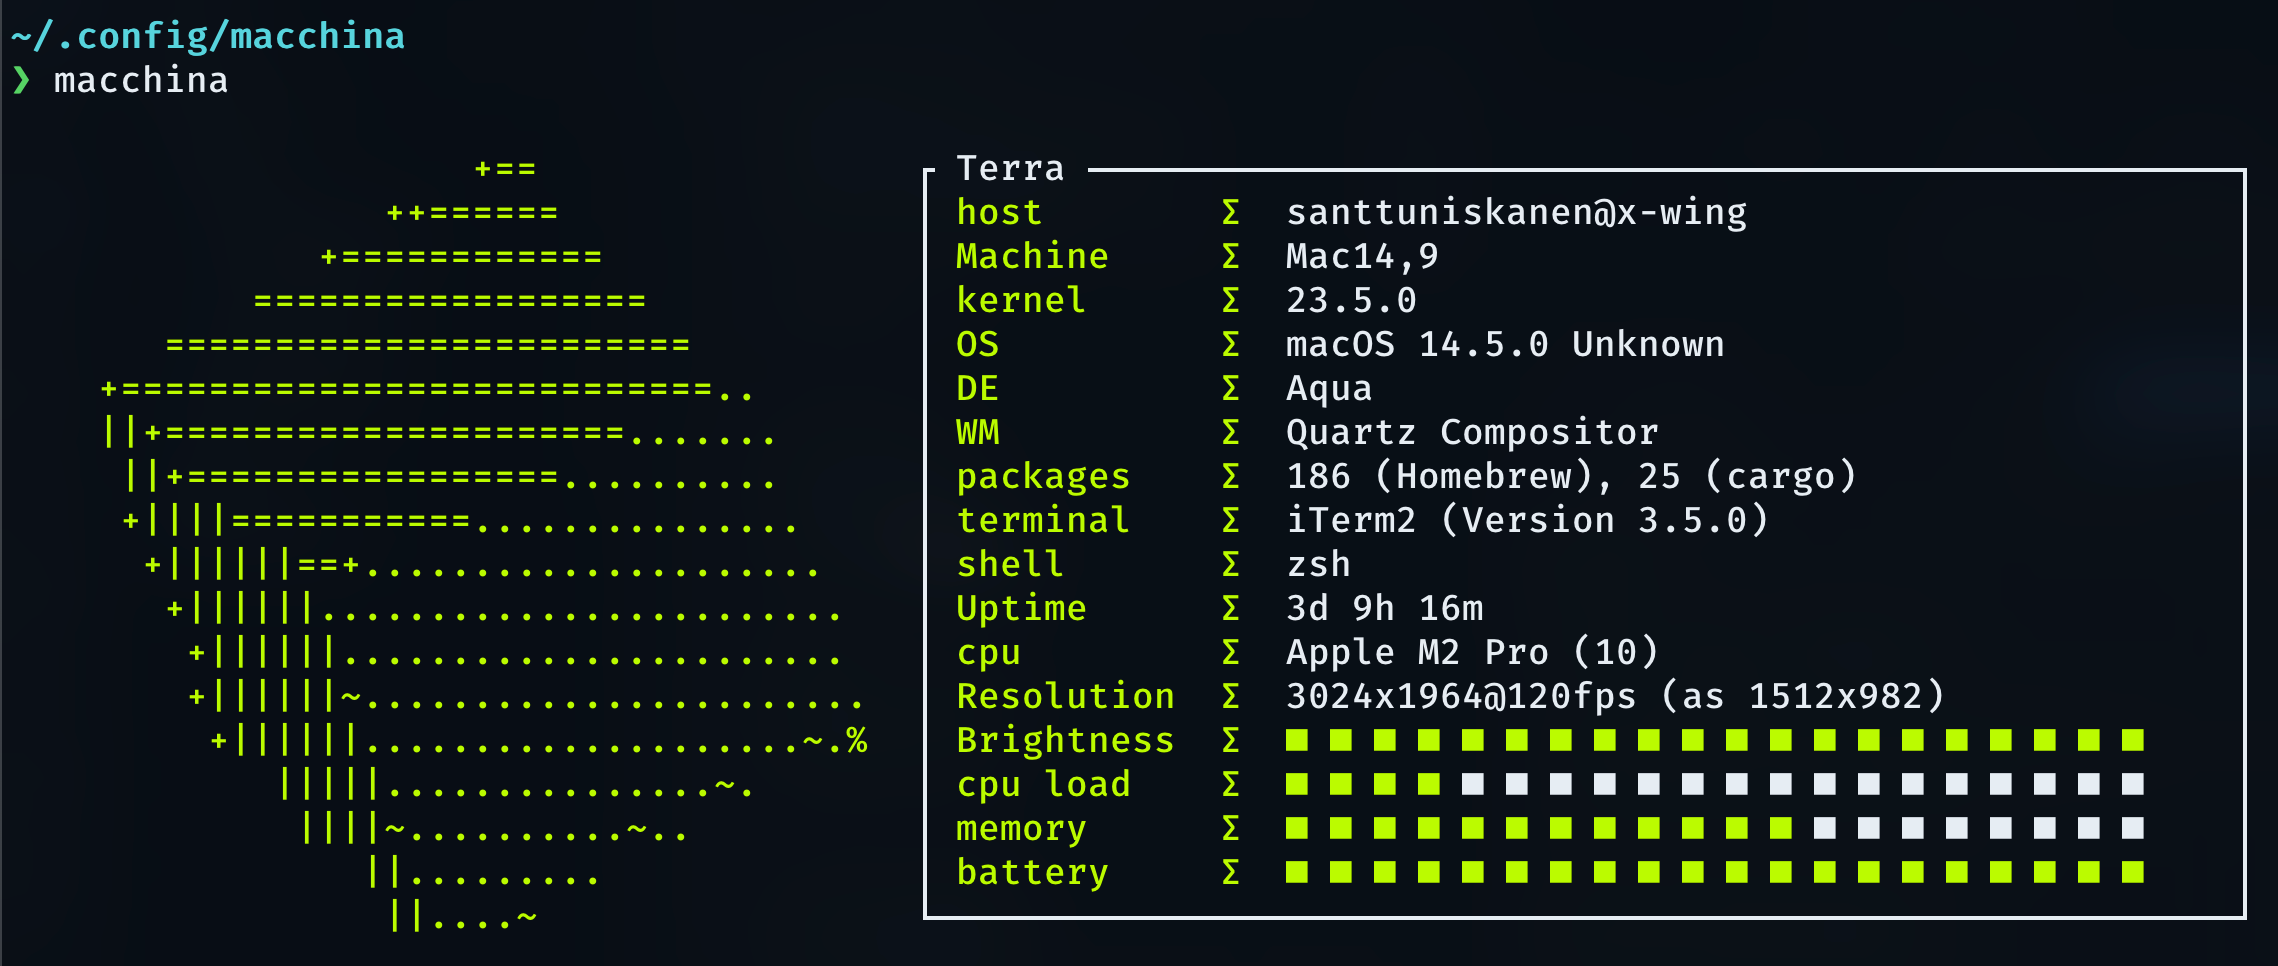 ~/.config/macchina
❯ macchina
Terra
host Σ santtuniskanen@x-wing
Machine Σ Mac14,9
kernel Σ 23.5.0
OS Σ macOS 14.5.0 Unknown
DE Σ Aqua
WM Σ Quartz Compositor
packages Σ 186 (Homebrew), 25 (cargo)
terminal Σ iTerm2 (Version 3.5.0)
shell Σ zsh
Uptime Σ 3d 9h 16m
cpu Σ Apple M2 Pro (10)
Resolution Σ 3024x1964@120fps (as 1512x982)
Brightness Σ
cpu load Σ
memory Σ
battery Σ